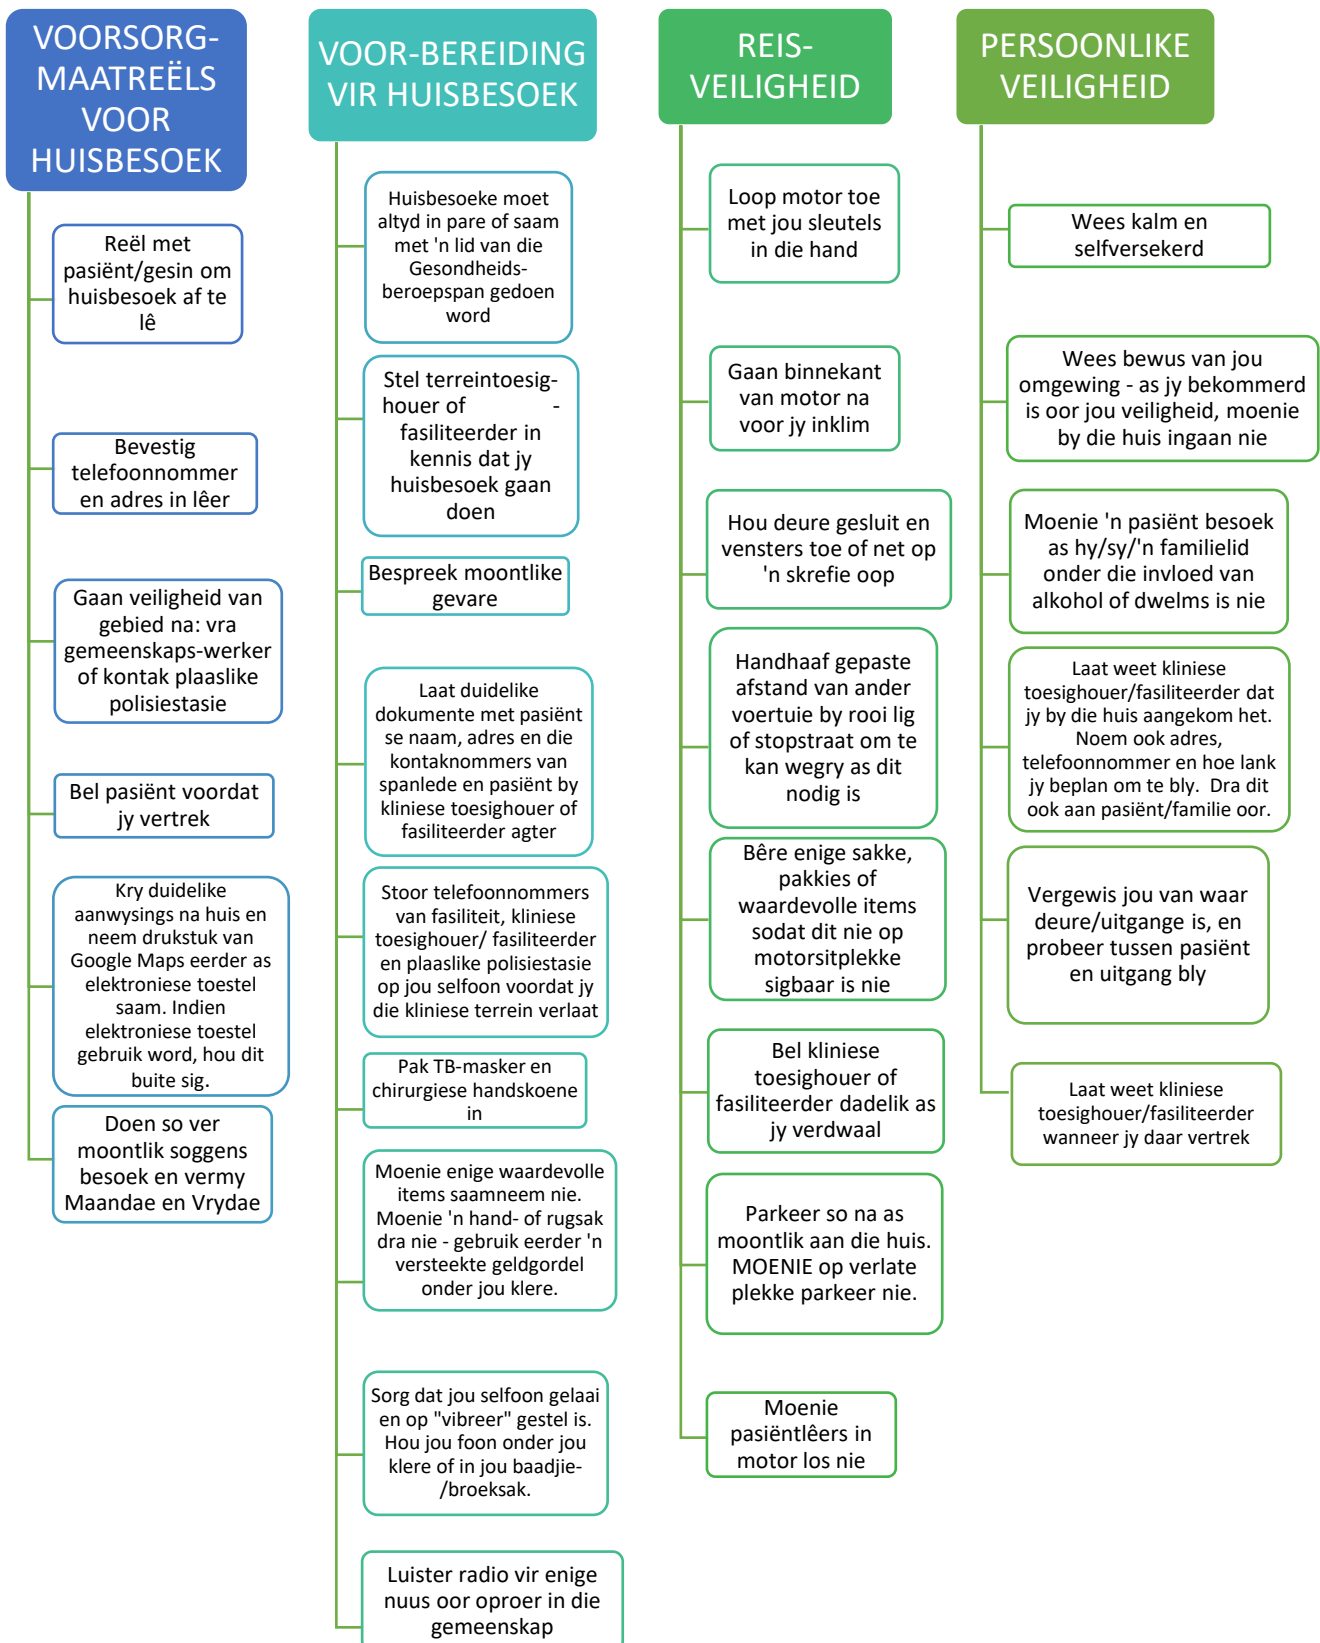 VOORSORG-
MAATREËLS
VOOR
HUISBESOEK
Reël met
pasiënt/gesin om
huisbesoek af te
lê
Bevestig
telefoonnommer
en adres in lêer
Gaan veiligheid van
gebied na: vra
gemeenskaps-werker
of kontak plaaslike
polisiestasie
Bel pasiënt voordat
jy vertrek
Kry duidelike
aanwysings na huis en
neem drukstuk van
Google Maps eerder as
elektroniese toestel
saam. Indien
elektroniese toestel
gebruik word, hou dit
buite sig.
Doen so ver
moontlik soggens
besoek en vermy
Maandae en Vrydae
VOOR-BEREIDING
VIR HUISBESOEK
Huisbesoeke moet
altyd in pare of saam
met 'n lid van die
Gesondheids-
beroepspan gedoen
word
Stel terreintoesig-
houer of -
fasiliteerder in
kennis dat jy
huisbesoek gaan
doen
Bespreek moontlike
gevare
Laat duidelike
dokumente met pasiënt
se naam, adres en die
kontaknommers van
spanlede en pasiënt by
kliniese toesighouer of
fasiliteerder agter
Stoor telefoonnommers
van fasiliteit, kliniese
toesighouer/ fasiliteerder
en plaaslike polisiestasie
op jou selfoon voordat jy
die kliniese terrein verlaat
Pak TB-masker en
chirurgiese handskoene
in
Moenie enige waardevolle
items saamneem nie.
Moenie 'n hand- of rugsak
dra nie - gebruik eerder 'n
versteekte geldgordel
onder jou klere.
Sorg dat jou selfoon gelaai
en op "vibreer" gestel is.
Hou jou foon onder jou
klere of in jou baadjie-
/broeksak.
Luister radio vir enige
nuus oor oproer in die
gemeenskap
REIS-
VEILIGHEID
Loop motor toe
met jou sleutels
in die hand
Gaan binnekant
van motor na
voor jy inklim
Hou deure gesluit en
vensters toe of net op
'n skrefie oop
Handhaaf gepaste
afstand van ander
voertuie by rooi lig
of stopstraat om te
kan wegry as dit
nodig is
Bêre enige sakke,
pakkies of
waardevolle items
sodat dit nie op
motorsitplekke
sigbaar is nie
Bel kliniese
toesighouer of
fasiliteerder dadelik as
jy verdwaal
Parkeer so na as
moontlik aan die huis.
MOENIE op verlate
plekke parkeer nie.
Moenie
pasiëntlêers in
motor los nie
PERSOONLIKE
VEILIGHEID
Wees kalm en
selfversekerd
Wees bewus van jou
omgewing - as jy bekommerd
is oor jou veiligheid, moenie
by die huis ingaan nie
Moenie 'n pasiënt besoek
as hy/sy/'n familielid
onder die invloed van
alkohol of dwelms is nie
Laat weet kliniese
toesighouer/fasiliteerder dat
jy by die huis aangekom het.
Noem ook adres,
telefoonnommer en hoe lank
jy beplan om te bly. Dra dit
ook aan pasiënt/familie oor.
Vergewis jou van waar
deure/uitgange is, en
probeer tussen pasiënt
en uitgang bly
Laat weet kliniese
toesighouer/fasiliteerder
wanneer jy daar vertrek